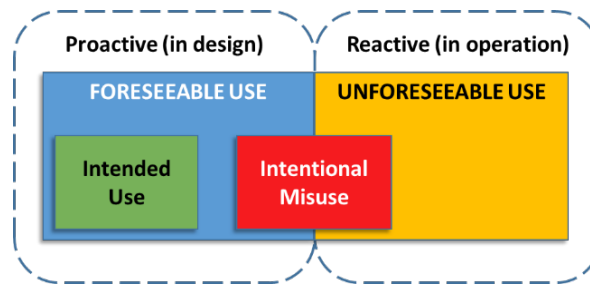 Proactive (in design)
Reactive (in operation)
FORESEEABLE USE
UNFORESEEABLE USE
Intended
Use
Intentional
Misuse